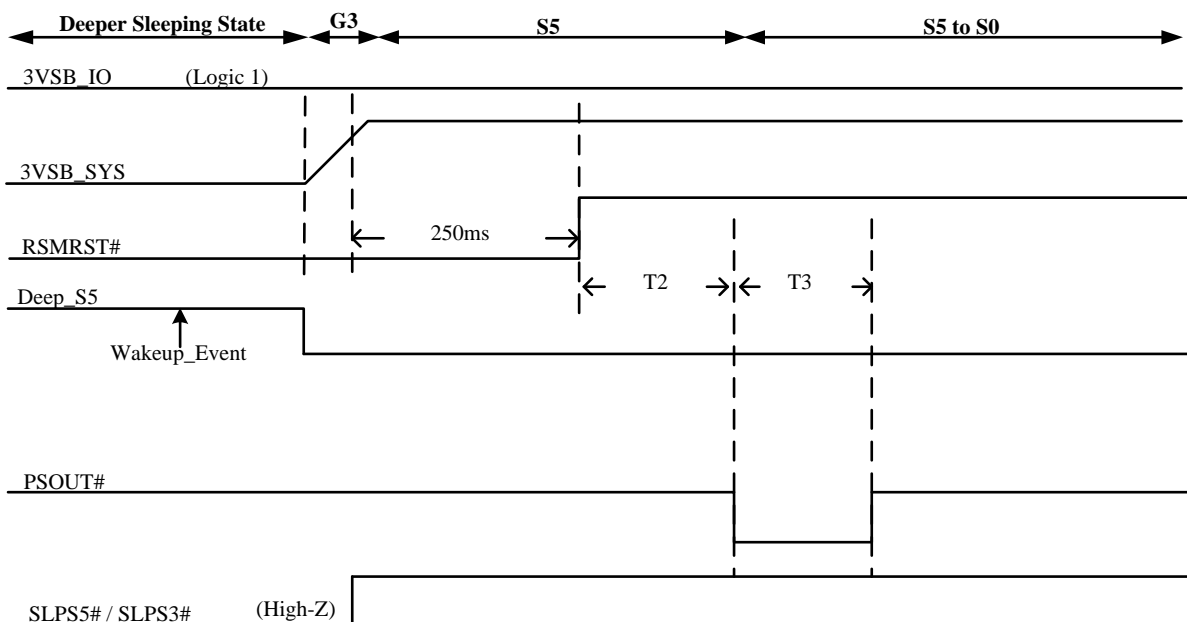 Deeper Sleeping State G3 S5 S5 to S0
3VSB_IO (Logic 1)
3VSB_SYS
250ms
RSMRST#
T2 T3
Deep_S5
Wakeup_Event
PSOUT#
SLPS5# / SLPS3# (High-Z)